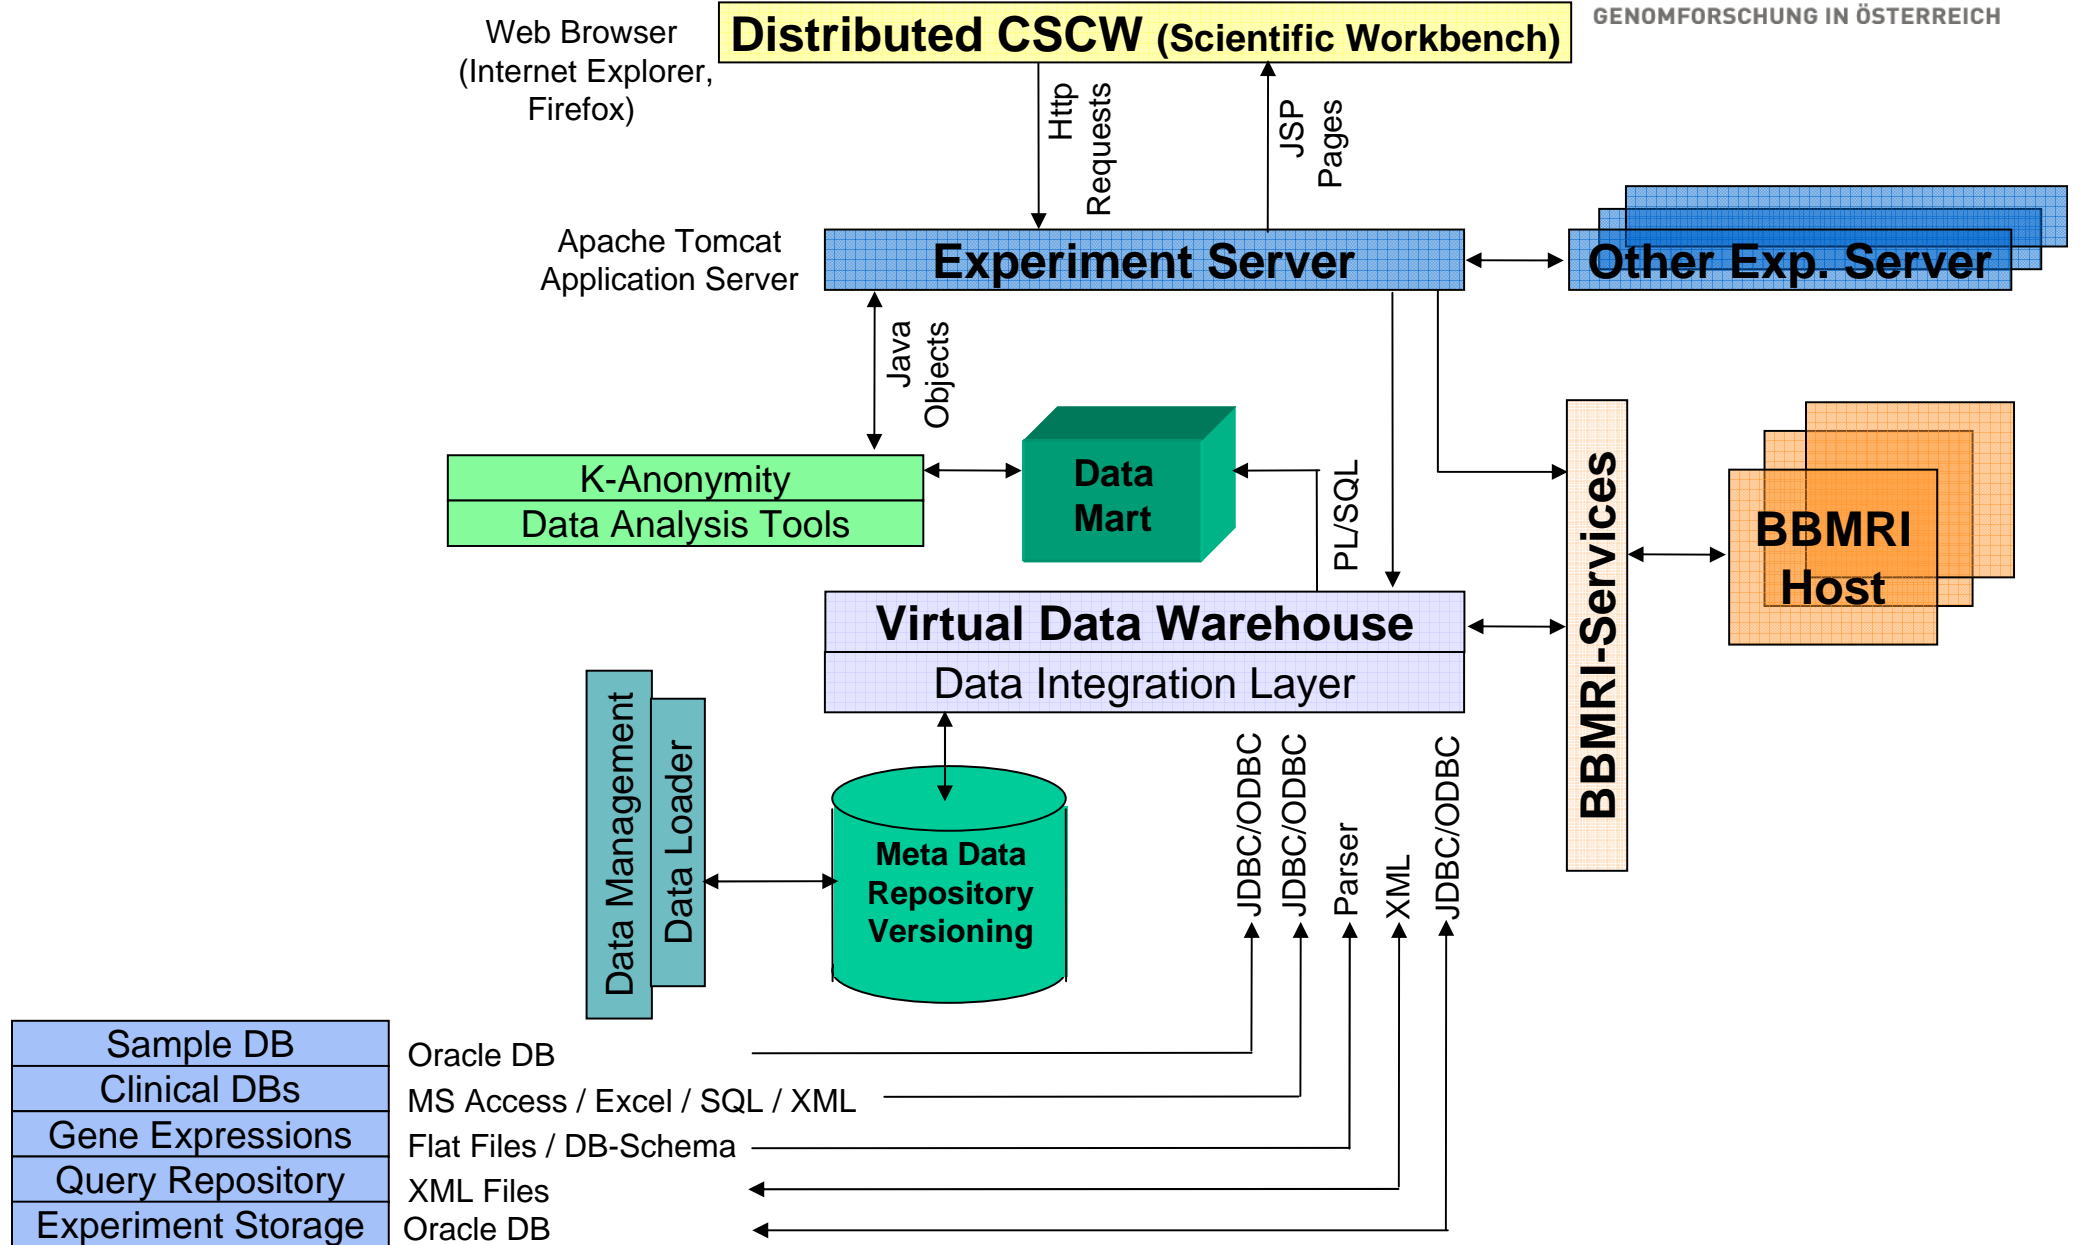 GENOMFORSCHUNG IN ÖSTERREICH
Web Browser
(Internet Explorer,
Firefox)
Distributed CSCW (Scientific Workbench)
Http
Requests
JSP
Pages
Apache Tomcat
Application Server
Experiment Server
Other Exp. Server
Java
Objects
K-Anonymity
Data Analysis Tools
Data
Mart
PL/SQL
BBMRI-Services
BBMRI
Host
Virtual Data Warehouse
Data Integration Layer
Data Management
Data Loader
Meta Data
Repository
Versioning
JDBC/ODBC
JDBC/ODBC
Parser
XML
JDBC/ODBC
Sample DB
Oracle DB
Clinical DBs
MS Access / Excel / SQL / XML
Gene Expressions
Flat Files / DB-Schema
Query Repository
XML Files
Experiment Storage
Oracle DB